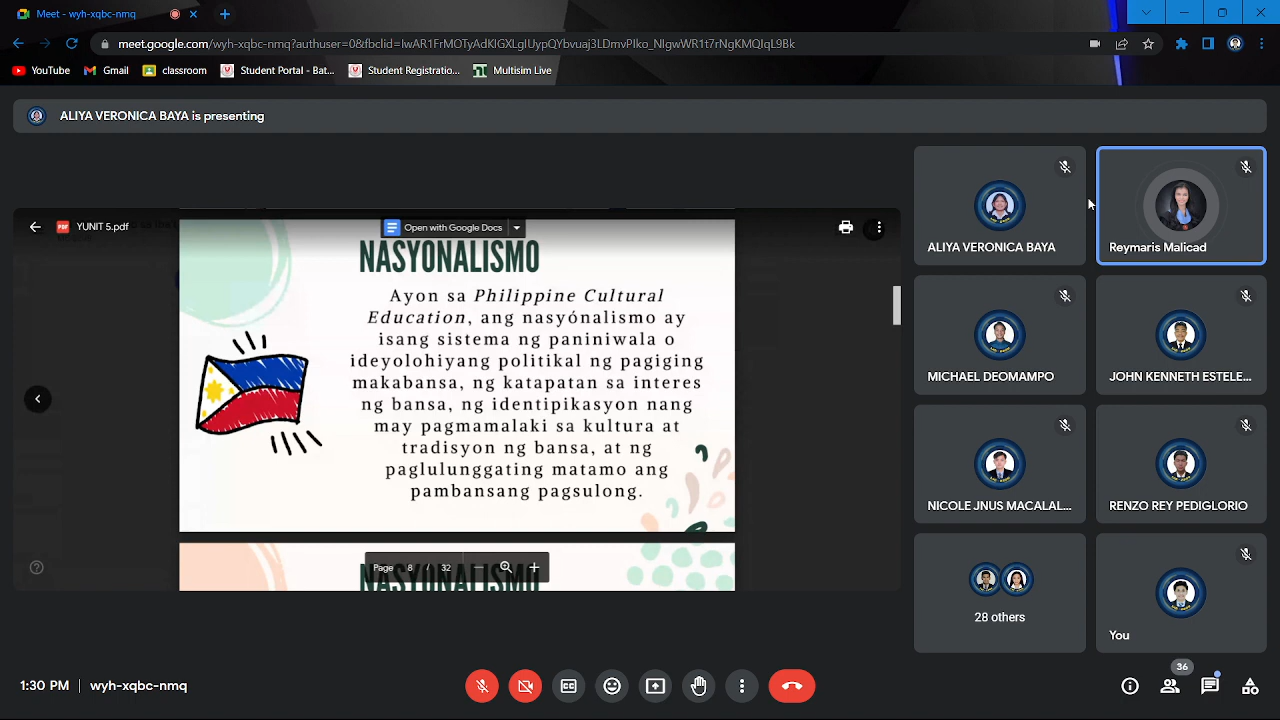 Meet - wyh-xqbc-nmq
meet.google.com/wyh-xqbc-nmq?authuser=0&fbclid=IwAR1FrMOTyAdKlGYLgIUypQYbvuaj3LDmvPIko_NIgwWR1t7rNgKMQIqL9Bk
YouTube
Gmail
classroom
Student Portal - Bat...
Student Registratio...
Multisim Live
ALIYA VERONICA BAYA is presenting
PDF
YUNIT 5.pdf
Open with Google Docs
NASYONALISMO
Ayon sa Philippine Cultural
Education, ang nasyónalismo ay
isang sistema ng paniniwala o
ideyolohiyang politikal ng pagiging
makabansa, ng katapatan sa interes
ng bansa, ng identipikasyon nang
may pagmamalaki sa kultura at
tradisyon ng bansa, at ng
paglulunggating matamo ang
pambansang pagsulong.
NASYONALISMO
Page 8 / 32
ALIYA VERONICA BAYA
Reymaris Malicad
MICHAEL DEOMAMPO
JOHN KENNETH ESTELE...
NICOLE JNUS MACALAL...
RENZO REY PEDIGLORIO
28 others
You
1:30 PM
wyh-xqbc-nmq
36